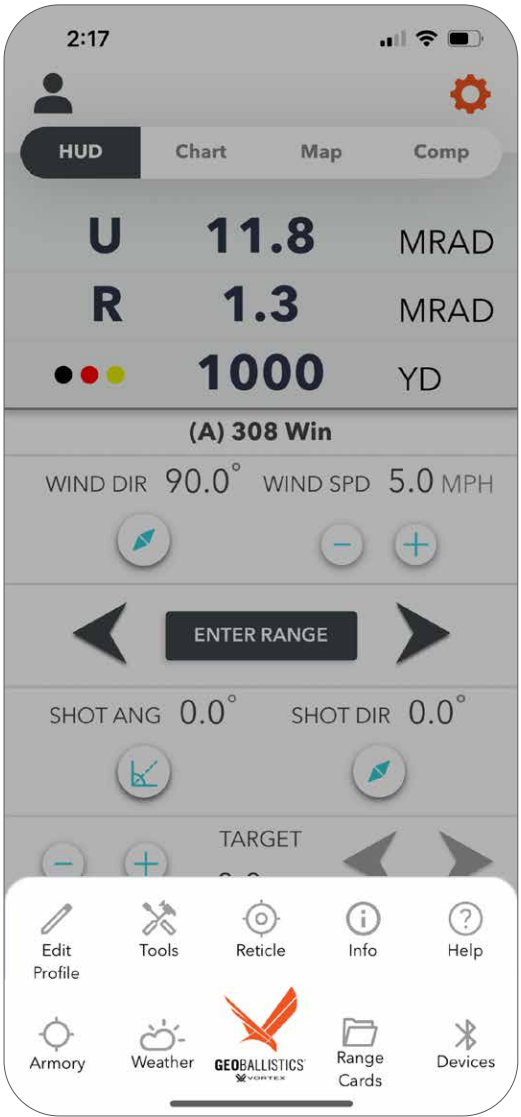 2:17
HUD Chart Map Comp
U 11.8 MRAD
R 1.3 MRAD
1000 YD
(A) 308 Win
WIND DIR 90.0° WIND SPD 5.0 MPH
ENTER RANGE
SHOT ANG 0.0° SHOT DIR 0.0°
TARGET
Edit Profile Tools Reticle Info Help
Armory Weather GEOBALLISTICS VORTEX Range Cards Devices